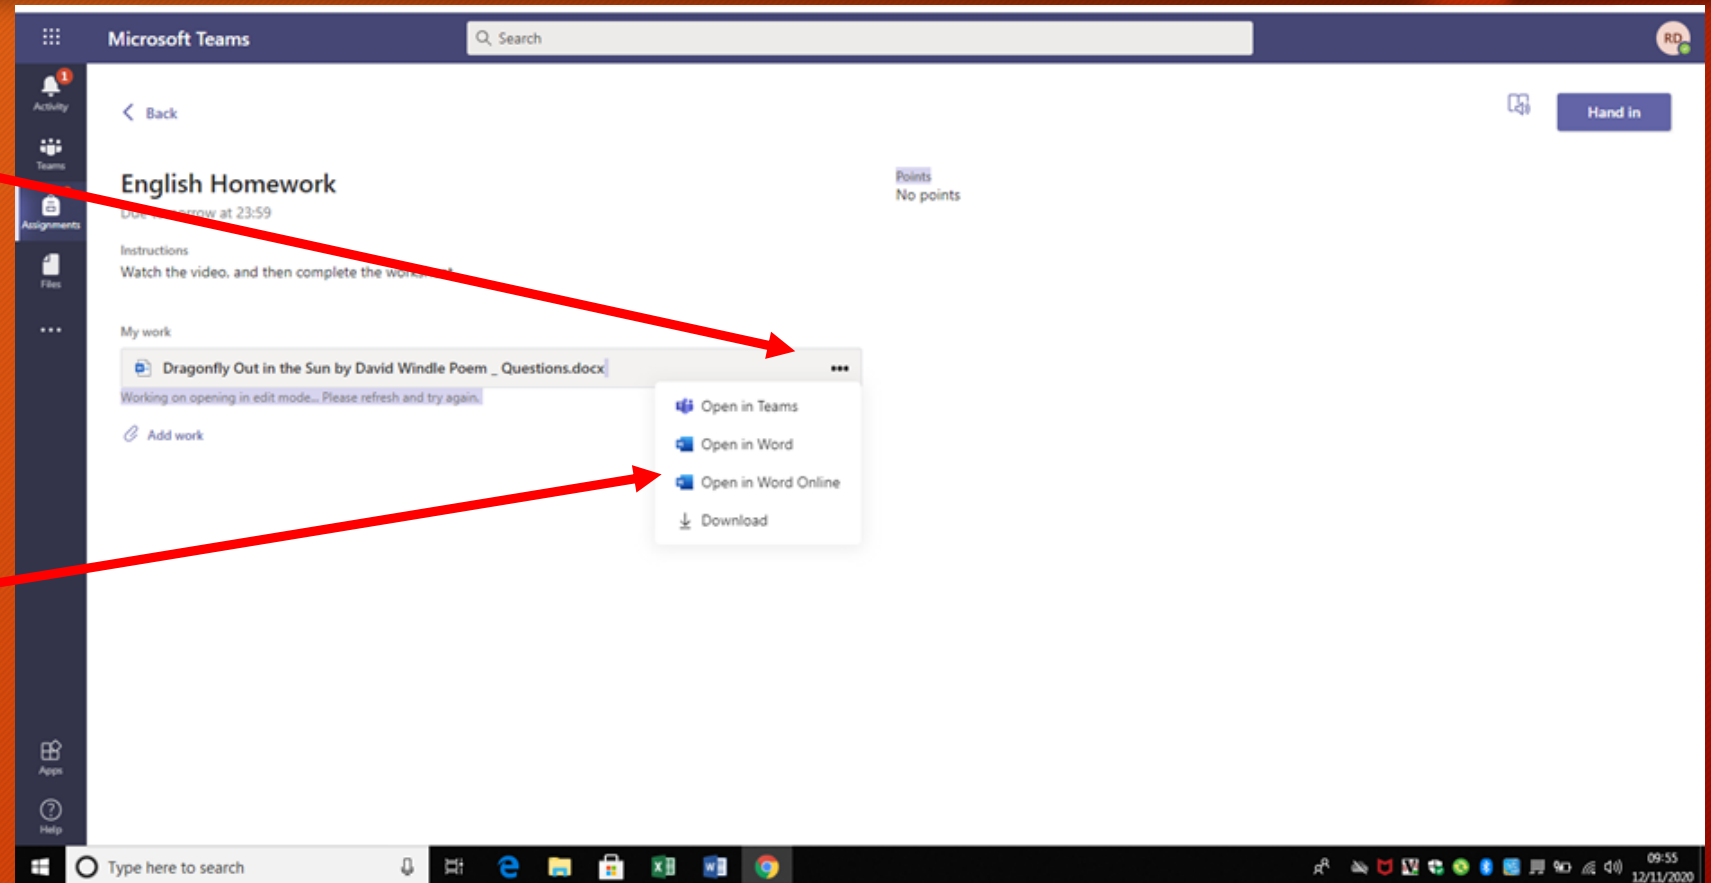 Microsoft Teams
Search
RD
1
Activity
Back
Hand in
Teams
English Homework
Points
No points
Assignments
Due at 23:59
Instructions
Watch the video, and then complete the
Files
My work
Dragonfly Out in the Sun by David Windle Poem _ Questions.docx
Working on opening in edit mode... Please refresh and try again.
Open in Teams
Add work
Open in Word
Open in Word Online
Download
Apps
Help
Type here to search
09:55
12/11/2020